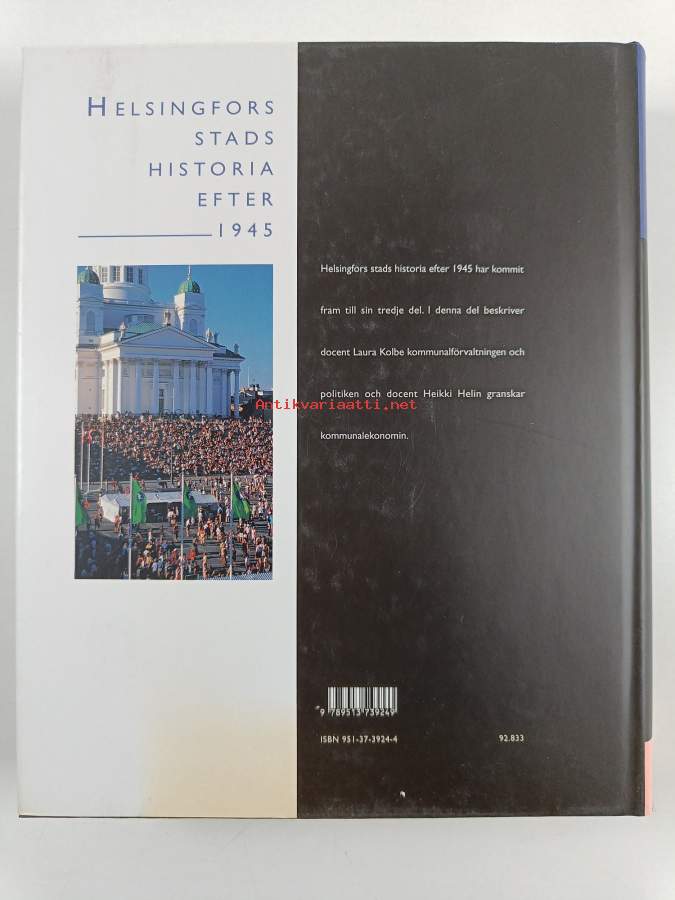 HELSINGFORS
STADS
HISTORIA
EFTER
1945
Helsingfors stads historia efter 1945 har kommit
fram till sin tredje del. I denna del beskriver
docent Laura Kolbe kommunalförvaltningen och
politiken och docent Heikki Helin granskar
kommunalekonomin.
Antikvariaatti.net
9 789513 739249
ISBN 951-37-3924-4
92.833